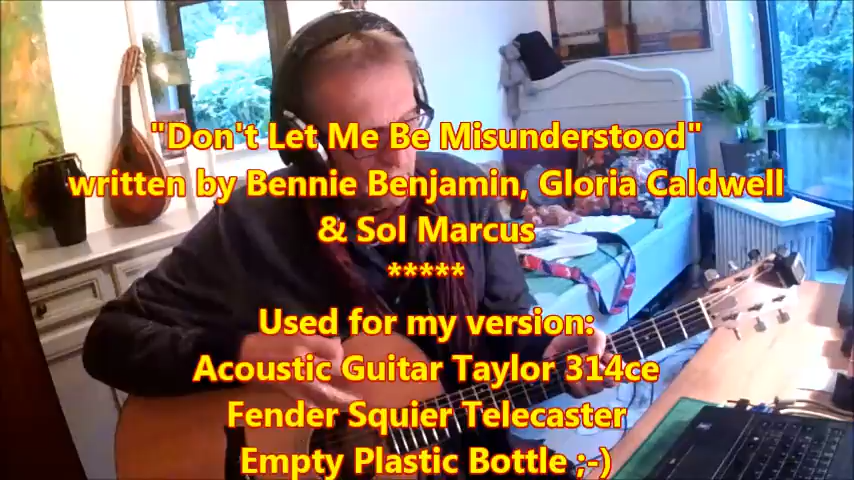 "Don't Let Me Be Misunderstood"
written by Bennie Benjamin, Gloria Caldwell
& Sol Marcus
*****
Used for my version:
Acoustic Guitar Taylor 314ce
Fender Squier Telecaster
Empty Plastic Bottle ;-)